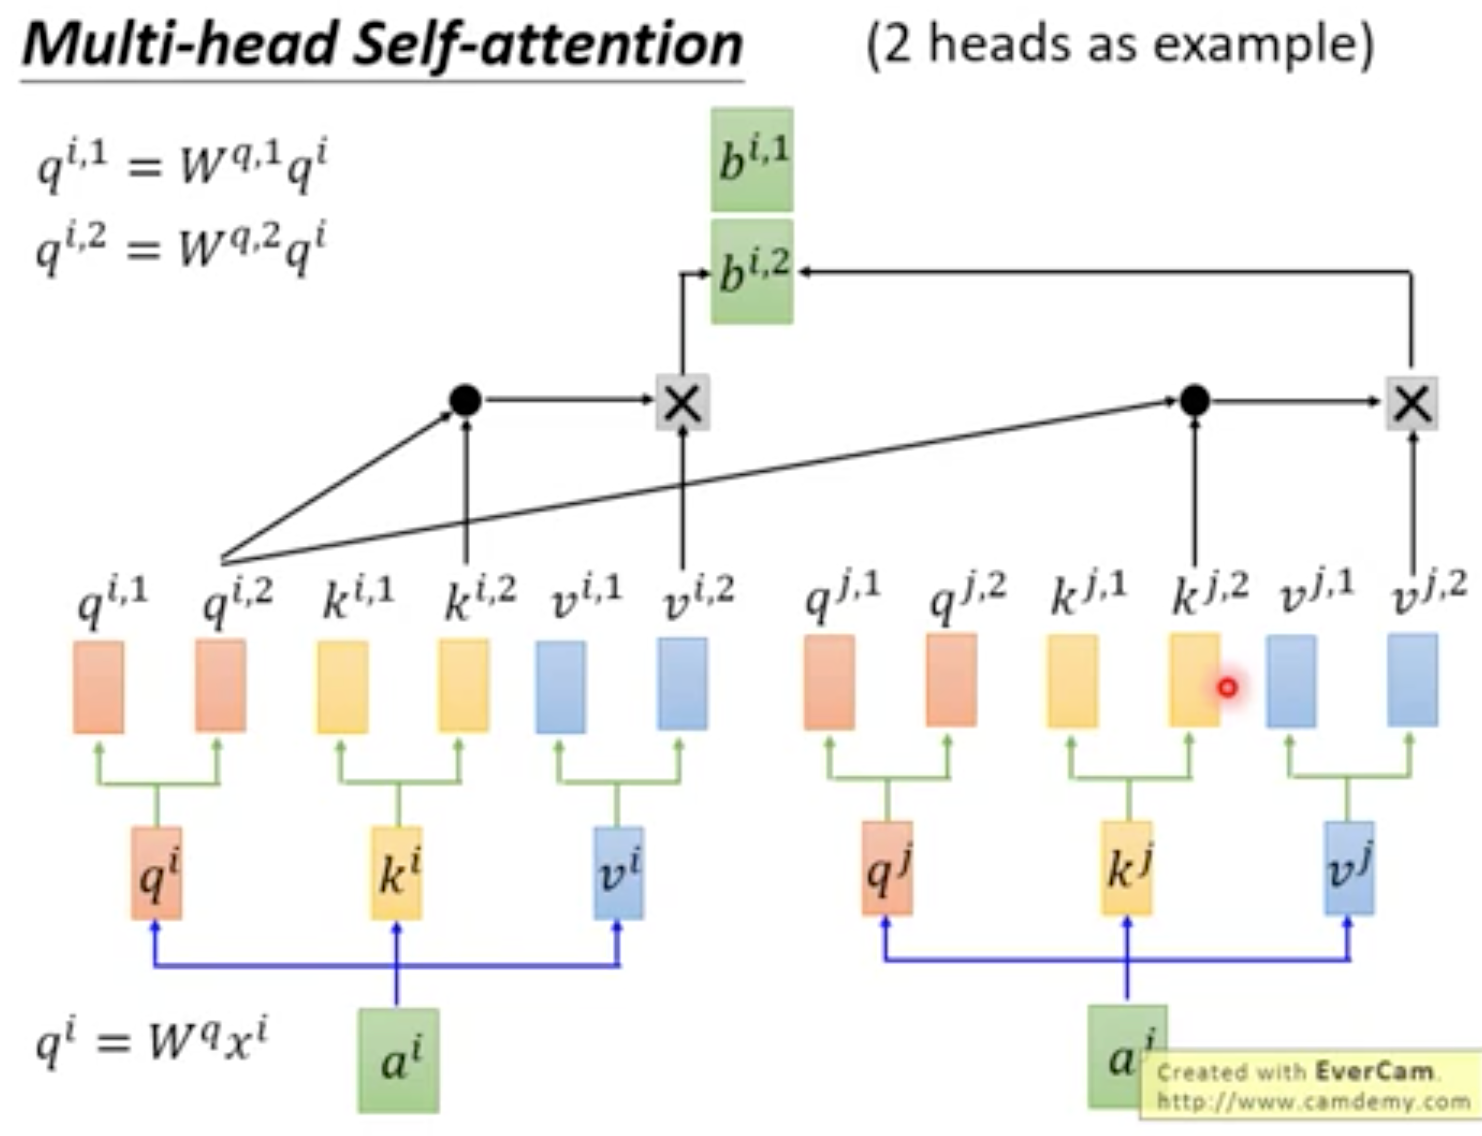 Multi-head Self-attention (2 heads as example)
q^{i,1} = W^{q,1}q^{i}
q^{i,2} = W^{q,2}q^{i}
b^{i,1}
b^{i,2}
q^{i,1} q^{i,2} k^{i,1} k^{i,2} v^{i,1} v^{i,2} q^{j,1} q^{j,2} k^{j,1} k^{j,2} v^{j,1} v^{j,2}
q^{i} k^{i} v^{i} q^{j} k^{j} v^{j}
q^{i} = W^{q}x^{i}
a^{i} a^{j}
Created with EverCam.
http://www.camdemy.com